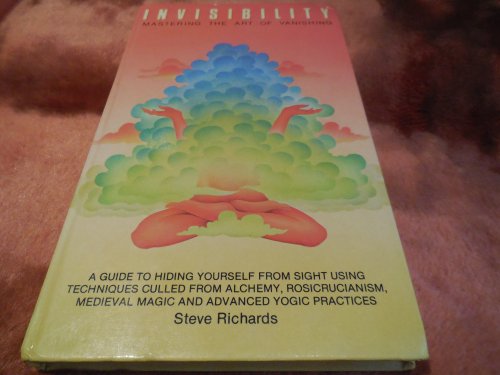 INVISIBILITY
MASTERING THE ART OF VANISHING
A GUIDE TO HIDING YOURSELF FROM SIGHT USING
TECHNIQUES CULLED FROM ALCHEMY, ROSICRUCIANISM,
MEDIEVAL MAGIC AND ADVANCED YOGIC PRACTICES
Steve Richards